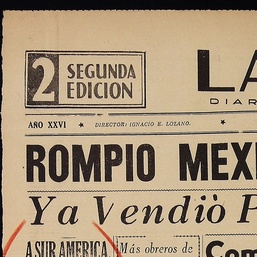 2 SEGUNDA
EDICION
LA
DIAR
AÑO XXVI ★ DIRECTOR: IGNACIO E. LOZANO. ★
ROMPIO MEXI
Ya Vendiò P
A SUR AMERICA
Más obreros de
Com